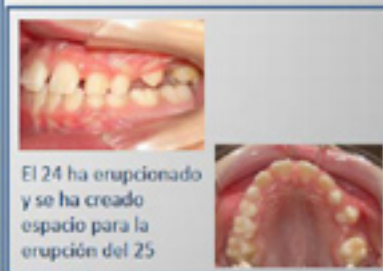 El 24 ha erupcionado
y se ha creado
espacio para la
erupción del 25